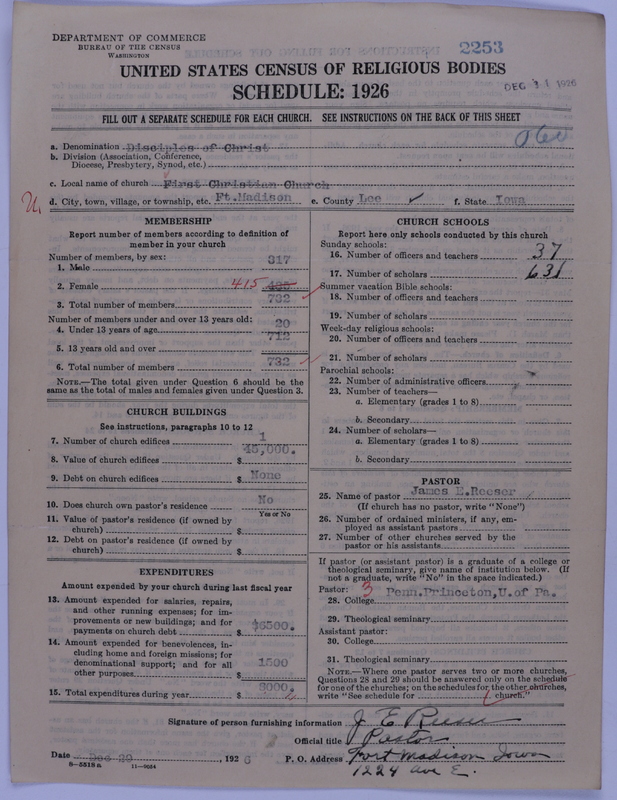 DEPARTMENT OF COMMERCE
BUREAU OF THE CENSUS
WASHINGTON
2253
UNITED STATES CENSUS OF RELIGIOUS BODIES
SCHEDULE: 1926
DEC 31 1926
FILL OUT A SEPARATE SCHEDULE FOR EACH CHURCH. SEE INSTRUCTIONS ON THE BACK OF THIS SHEET
060
a. Denomination Disciples of Christ
b. Division (Association, Conference,
Diocese, Presbytery, Synod, etc.)
c. Local name of church First Christian Church
d. City, town, village, or township, etc. Ft.Madison e. County Lee ✓ f. State Iowa
MEMBERSHIP
Report number of members according to definition of
member in your church
Number of members, by sex:
1. Male 317
2. Female 415
3. Total number of members 732
Number of members under and over 13 years old:
4. Under 13 years of age 20
5. 13 years old and over 712
6. Total number of members 732
NOTE.—The total given under Question 6 should be the
same as the total of males and females given under Question 3.
CHURCH BUILDINGS
See instructions, paragraphs 10 to 12
7. Number of church edifices 1
8. Value of church edifices $ 45,000.
9. Debt on church edifices $ None
10. Does church own pastor's residence No
Yes or No
11. Value of pastor's residence (if owned by
church) $
12. Debt on pastor's residence (if owned by
church) $
EXPENDITURES
Amount expended by your church during last fiscal year
13. Amount expended for salaries, repairs,
and other running expenses; for im-
provements or new buildings; and for
payments on church debt $ $6500.
14. Amount expended for benevolences, in-
cluding home and foreign missions; for
denominational support; and for all
other purposes $ 1500
15. Total expenditures during year $ 8000.
CHURCH SCHOOLS
Report here only schools conducted by this church
Sunday schools:
16. Number of officers and teachers 37
17. Number of scholars 631
Summer vacation Bible schools:
18. Number of officers and teachers
19. Number of scholars
Week-day religious schools:
20. Number of officers and teachers
21. Number of scholars
Parochial schools:
22. Number of administrative officers
23. Number of teachers—
a. Elementary (grades 1 to 8)
b. Secondary
24. Number of scholars—
a. Elementary (grades 1 to 8)
b. Secondary
PASTOR
25. Name of pastor James E.Reeser
(If church has no pastor, write "None")
26. Number of ordained ministers, if any, em-
ployed as assistant pastors
27. Number of other churches served by the
pastor or his assistants
If pastor (or assistant pastor) is a graduate of a college or
theological seminary, give name of institution below. (If
not a graduate, write "No" in the space indicated.)
Pastor: 3 Penn.Princeton,U.of Pa.
28. College
29. Theological seminary
Assistant pastor:
30. College
31. Theological seminary
NOTE.—Where one pastor serves two or more churches,
Questions 28 and 29 should be answered only on the schedule
for one of the churches; on the schedules for the other churches,
write "See schedule for church."
Signature of person furnishing information J E Reeser
Official title Pastor
Date Dec 29, 1926 P. O. Address Fort Madison Iowa
1224 Ave E.
8—5518 a 11—9664